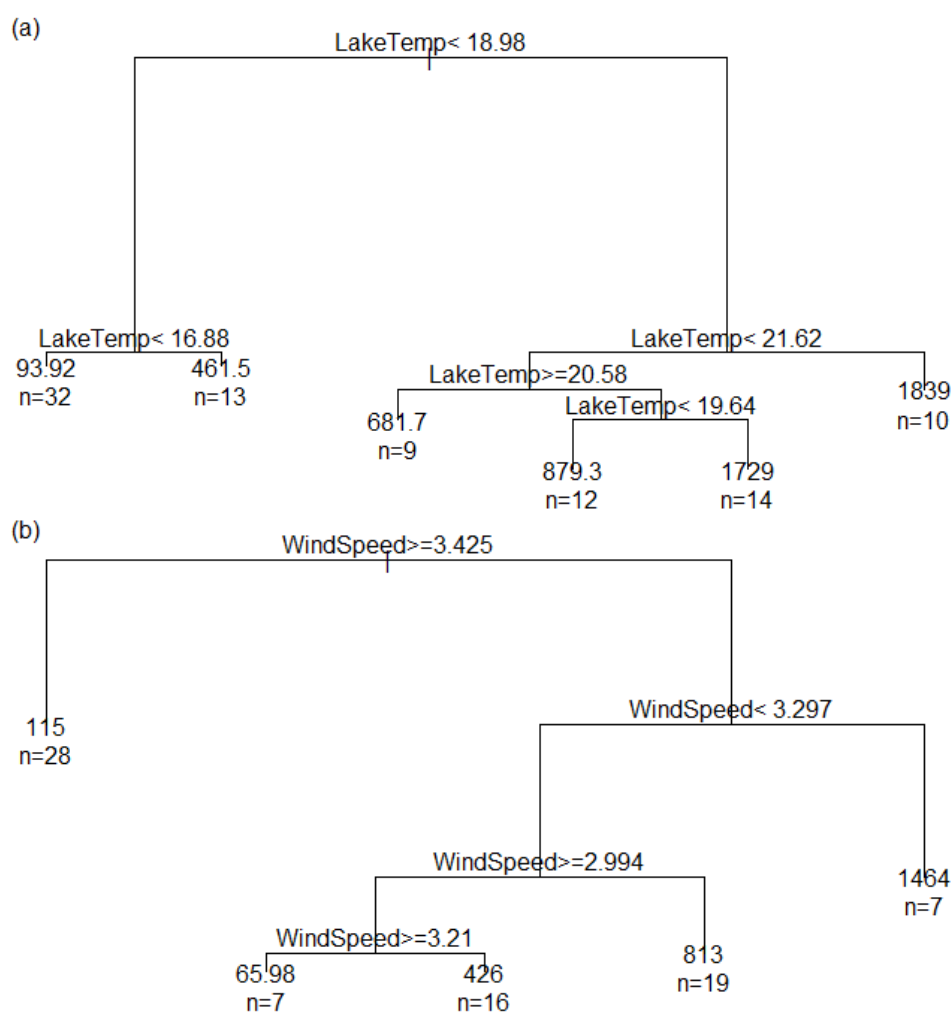 (a)
LakeTemp< 18.98
LakeTemp< 16.88
93.92
n=32
461.5
n=13
LakeTemp< 21.62
LakeTemp>=20.58
681.7
n=9
LakeTemp< 19.64
879.3
n=12
1729
n=14
1839
n=10
(b)
WindSpeed>=3.425
115
n=28
WindSpeed< 3.297
WindSpeed>=2.994
WindSpeed>=3.21
65.98
n=7
426
n=16
813
n=19
1464
n=7